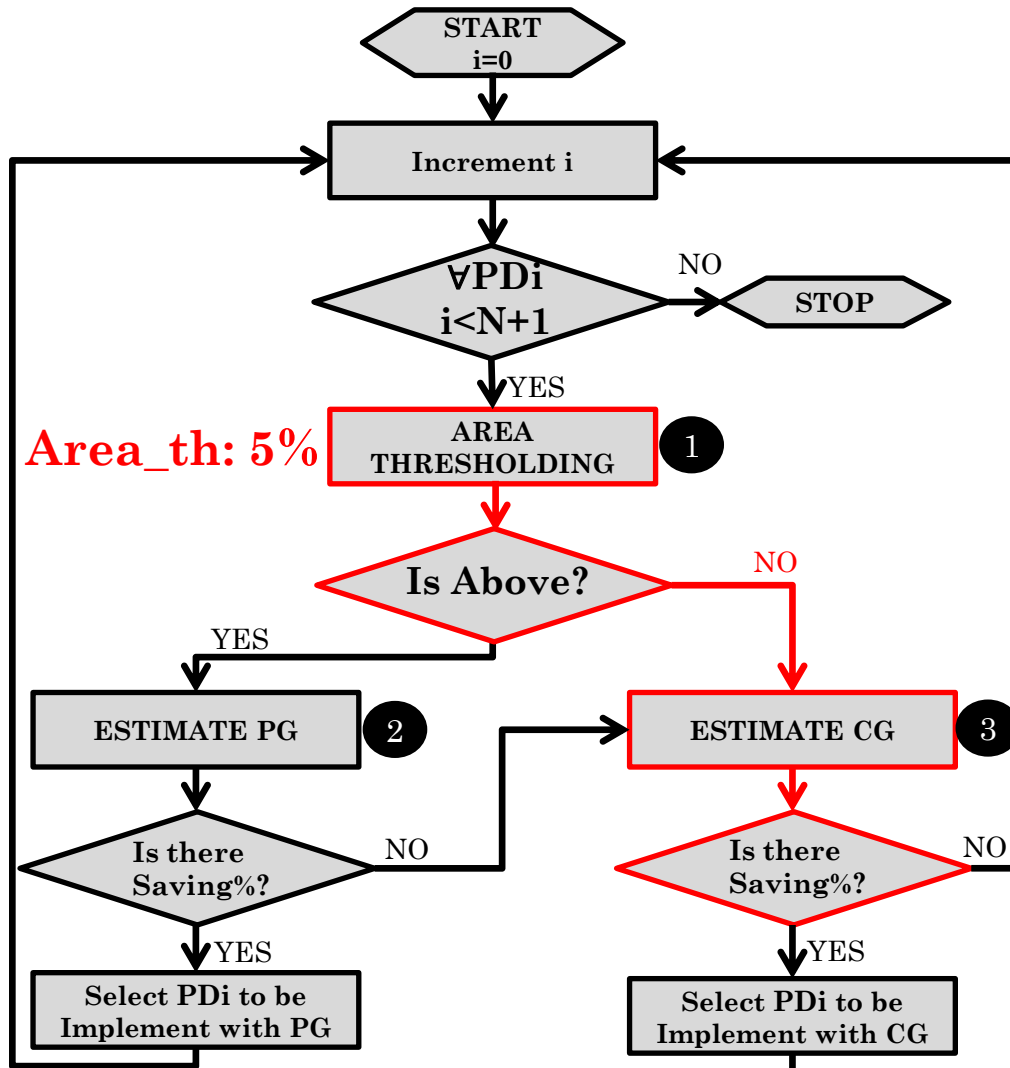 START
i=0
Increment i
∀PDi
i<N+1
NO
STOP
YES
Area_th: 5%
AREA
THRESHOLDING
1
Is Above?
NO
YES
ESTIMATE PG
2
ESTIMATE CG
3
Is there
Saving%?
NO
Is there
Saving%?
NO
YES
YES
Select PDi to be
Implement with PG
Select PDi to be
Implement with CG